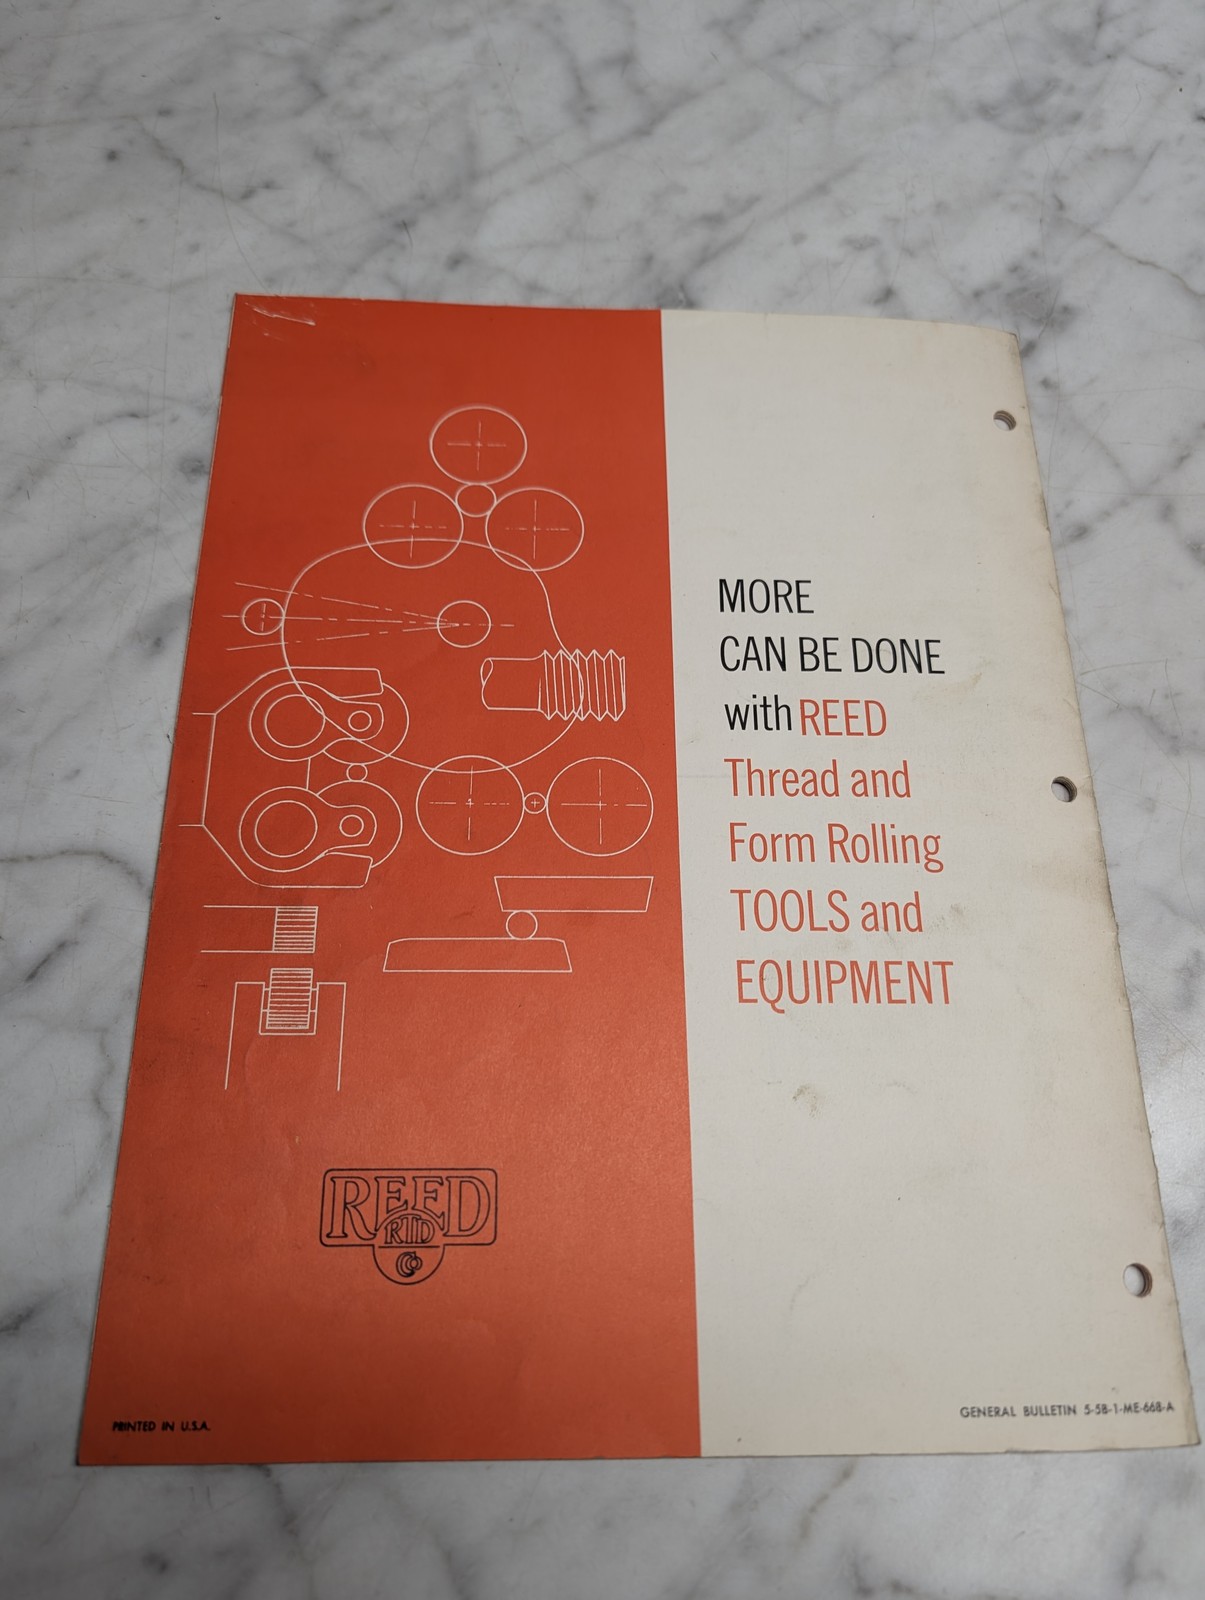 MORE
CAN BE DONE
with REED
Thread and
Form Rolling
TOOLS and
EQUIPMENT
REED
RTD
Co
PRINTED IN U.S.A.
GENERAL BULLETIN 5-58-1-ME-668-A